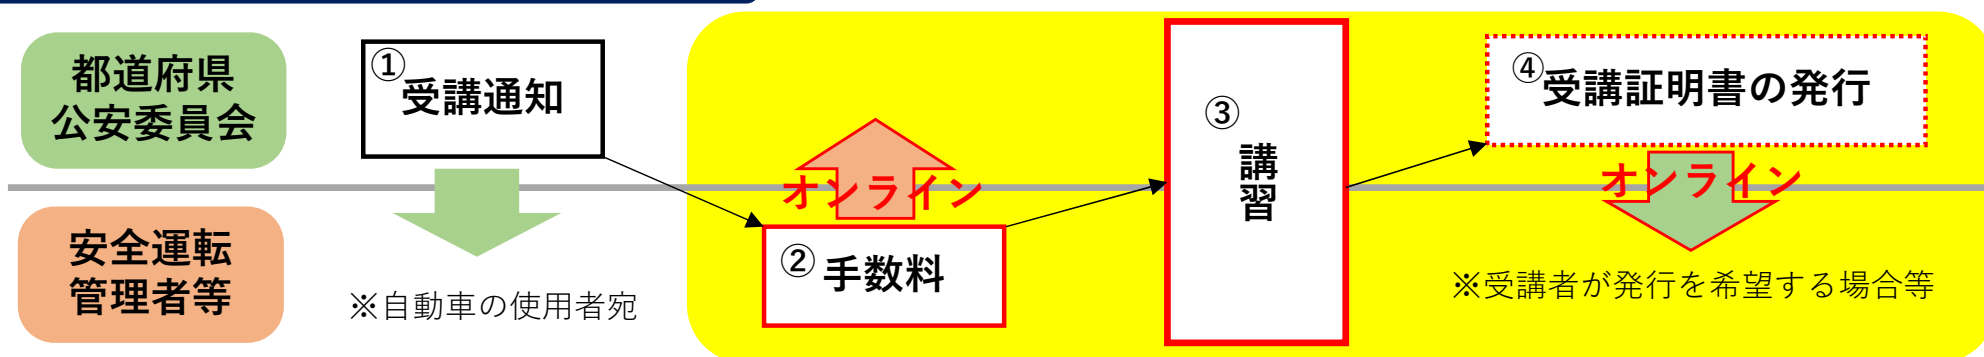 都道府県
公安委員会
①
受講通知
※自動車の使用者宛
安全運転
管理者等
オンライン
② 手数料
③
講習
④
受講証明書の発行
オンライン
※受講者が発行を希望する場合等